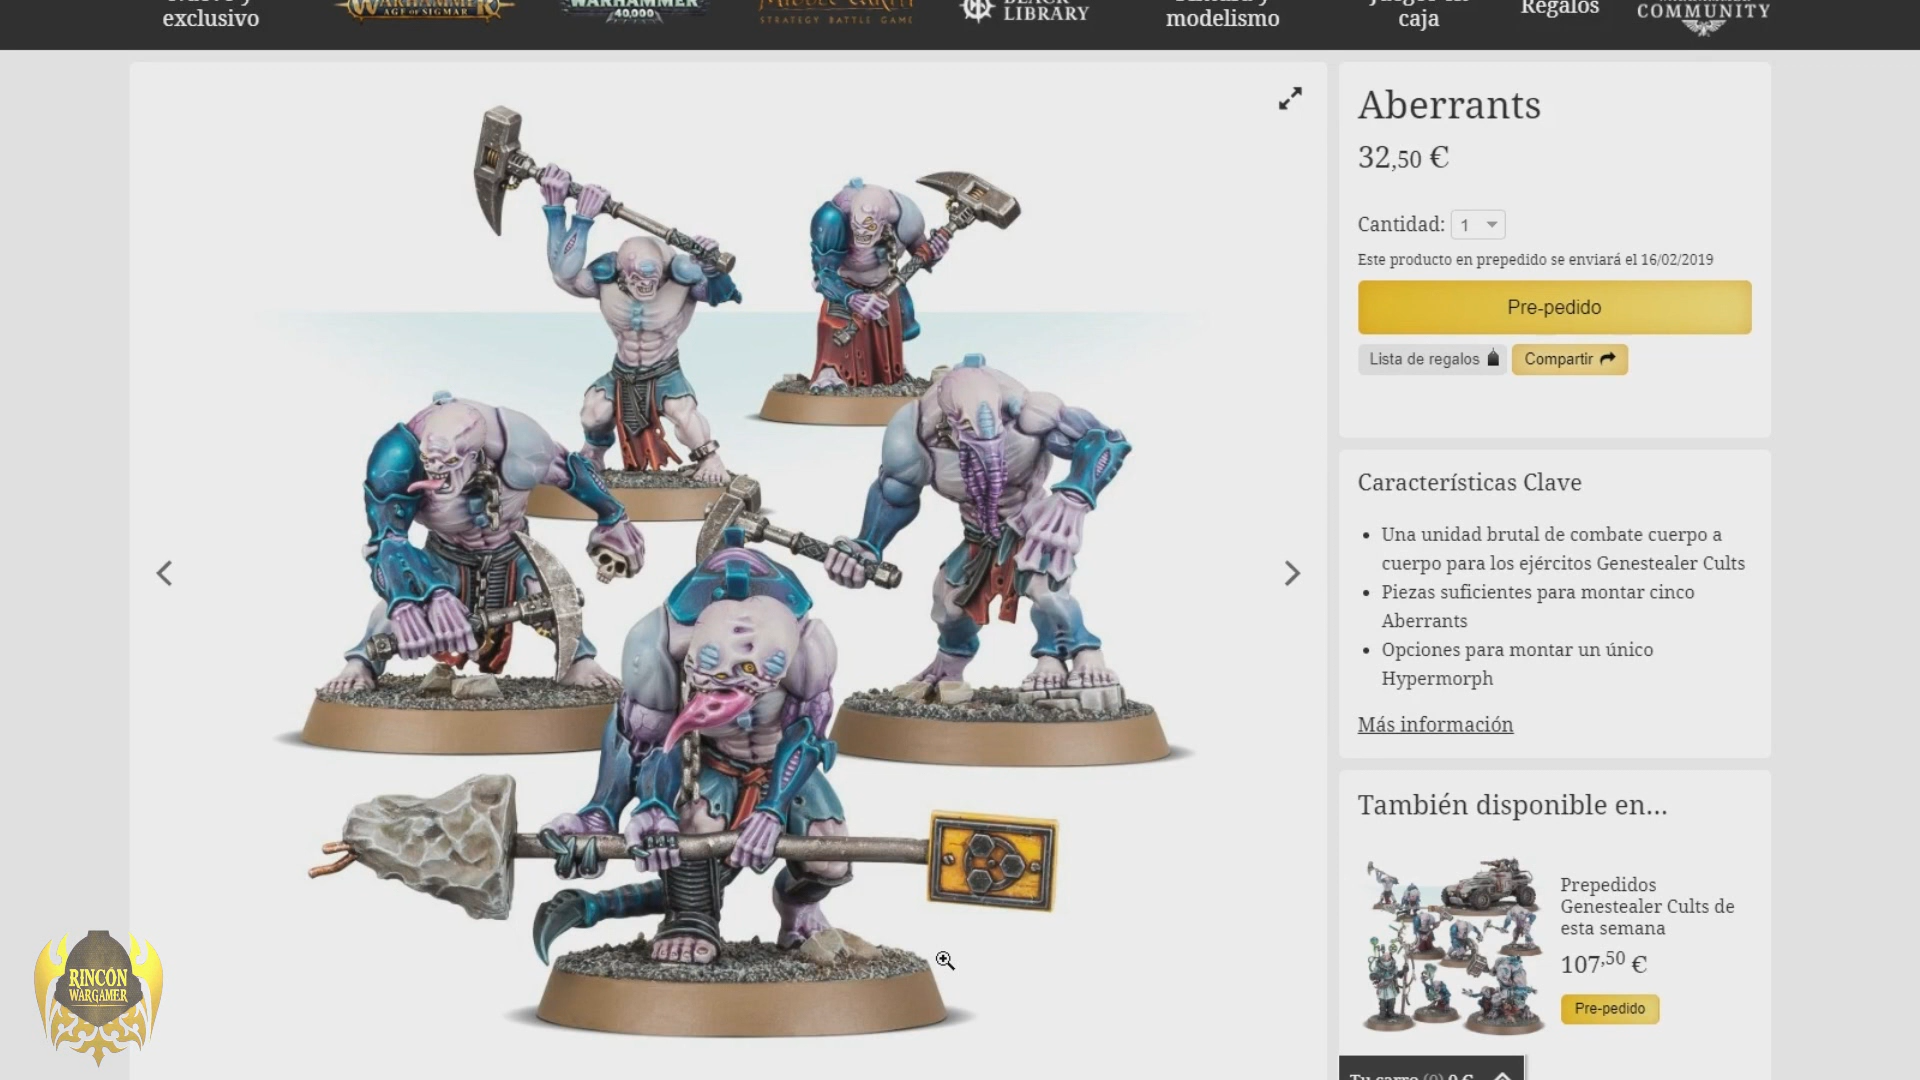 exclusivo
WARHAMMER
AGE OF SIGMAR
WARHAMMER
40,000
STRATEGY BATTLE GAME
LIBRARY
modelismo
caja
Regalos
COMMUNITY
Aberrants
32,50 €
Cantidad: 1
Este producto en prepedido se enviará el 16/02/2019
Pre-pedido
Lista de regalos
Compartir
Características Clave
• Una unidad brutal de combate cuerpo a
cuerpo para los ejércitos Genestealer Cults
• Piezas suficientes para montar cinco
Aberrants
• Opciones para montar un único
Hypermorph
Más información
También disponible en...
Prepedidos
Genestealer Cults de
esta semana
107,50 €
Pre-pedido
Tu carro (0) 0 €
RINCÓN
WARGAMER